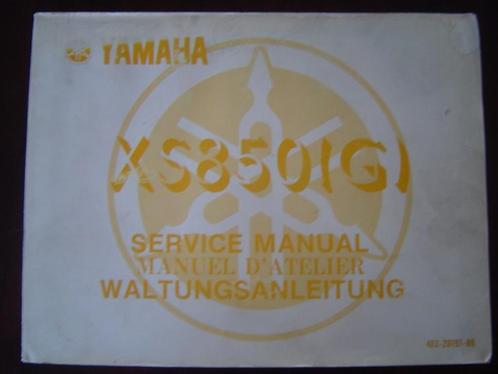 YAMAHA
XS850(G)
SERVICE MANUAL
MANUEL D'ATELIER
WALTUNGSANLEITUNG